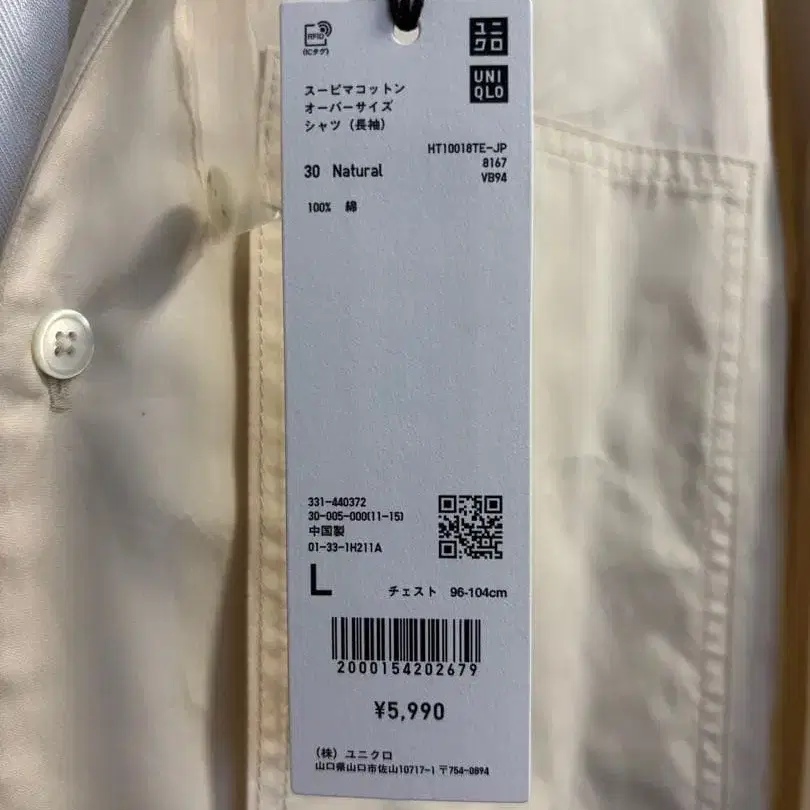 RFID
(ICタグ)
ユニ
クロ
UNI
QLO
スーピマコットン
オーバーサイズ
シャツ（長袖）
HT10018TE-JP
8167
VB94
30 Natural
100% 綿
331-440372
30-005-000(11-15)
中国製
01-33-1H211A
L チェスト 96-104cm
2000154202679
¥5,990
（株）ユニクロ
山口県山口市佐山10717-1 〒754-0894